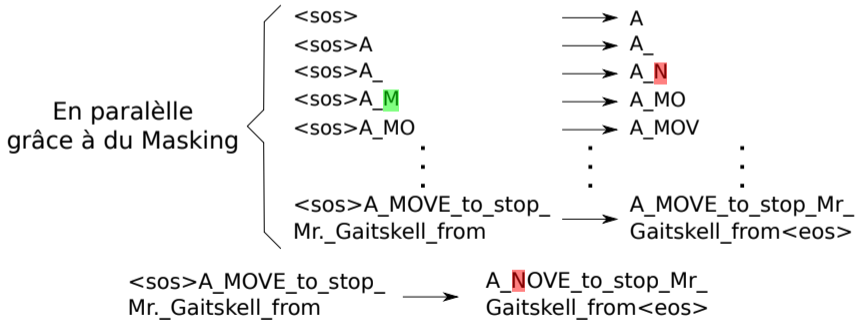 <sos> A
<sos>A A_
<sos>A_ A_N
<sos>A_M A_MO
<sos>A_MO A_MOV
En paralèlle
grâce à du Masking
<sos>A_MOVE_to_stop_ A_MOVE_to_stop_Mr_
Mr._Gaitskell_from Gaitskell_from<eos>
<sos>A_MOVE_to_stop_ A_NOVE_to_stop_Mr_
Mr._Gaitskell_from Gaitskell_from<eos>